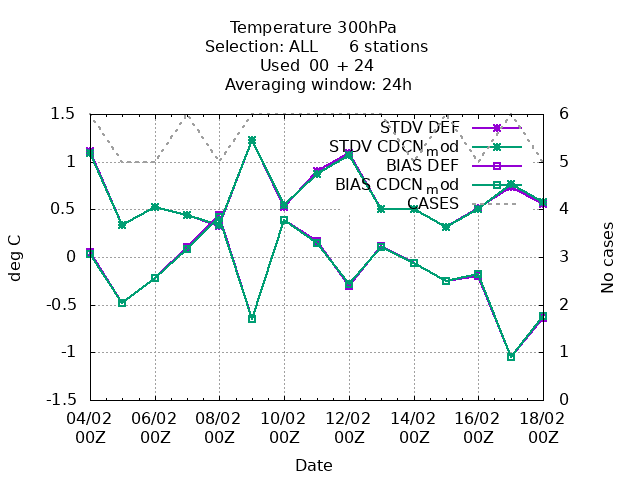 Temperature 300hPa
Selection: ALL 6 stations
Used 00 + 24
Averaging window: 24h
1.5
1
0.5
0
-0.5
-1
-1.5
6
5
4
3
2
1
0
STDV DEF
STDV CDCN_mod
BIAS DEF
BIAS CDCN_mod
CASES
deg C
No cases
04/02 06/02 08/02 10/02 12/02 14/02 16/02 18/02
00Z 00Z 00Z 00Z 00Z 00Z 00Z 00Z
Date